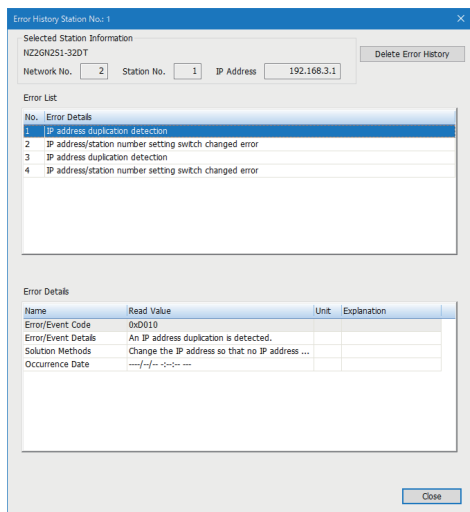 Error History Station No.: 1
Selected Station Information
NZ2GN2S1-32DT
Delete Error History
Network No. 2 Station No. 1 IP Address 192.168.3.1
Error List
No. Error Details
1 IP address duplication detection
2 IP address/station number setting switch changed error
3 IP address duplication detection
4 IP address/station number setting switch changed error
Error Details
Name Read Value Unit Explanation
Error/Event Code 0xD010
Error/Event Details An IP address duplication is detected.
Solution Methods Change the IP address so that no IP address ...
Occurrence Date ----/--/-- -:--:-- ---
Close